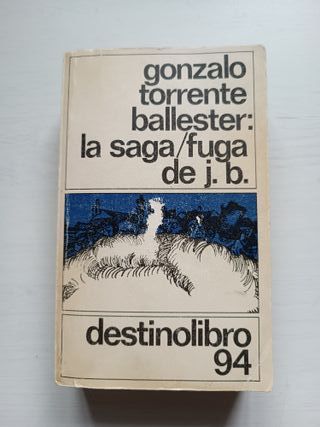 gonzalo
torrente
ballester:
la saga/fuga
de j. b.
destinolibro
94